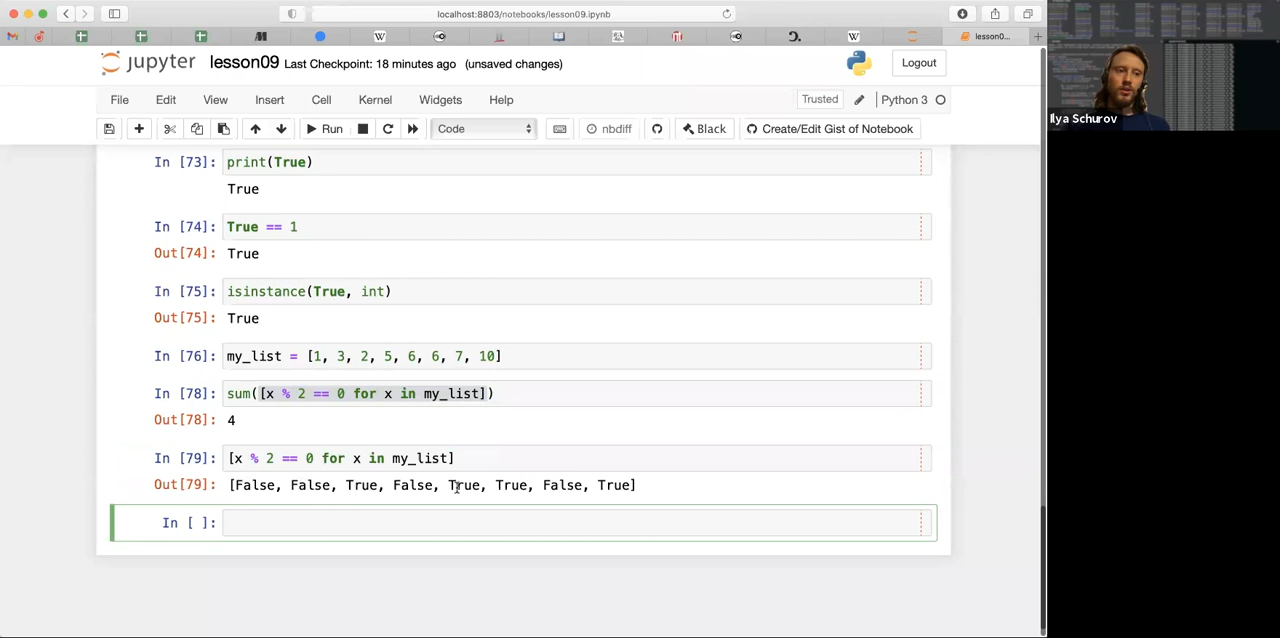 localhost:8803/notebooks/lesson09.ipynb
lesson0...
jupyter lesson09 Last Checkpoint: 18 minutes ago (unsaved changes)
Logout
File Edit View Insert Cell Kernel Widgets Help
Trusted Python 3
Run Code nbdiff Black Create/Edit Gist of Notebook
In [73]: print(True)
True
In [74]: True == 1
Out[74]: True
In [75]: isinstance(True, int)
Out[75]: True
In [76]: my_list = [1, 3, 2, 5, 6, 6, 7, 10]
In [78]: sum([x % 2 == 0 for x in my_list])
Out[78]: 4
In [79]: [x % 2 == 0 for x in my_list]
Out[79]: [False, False, True, False, True, True, False, True]
In [ ]:
Ilya Schurov